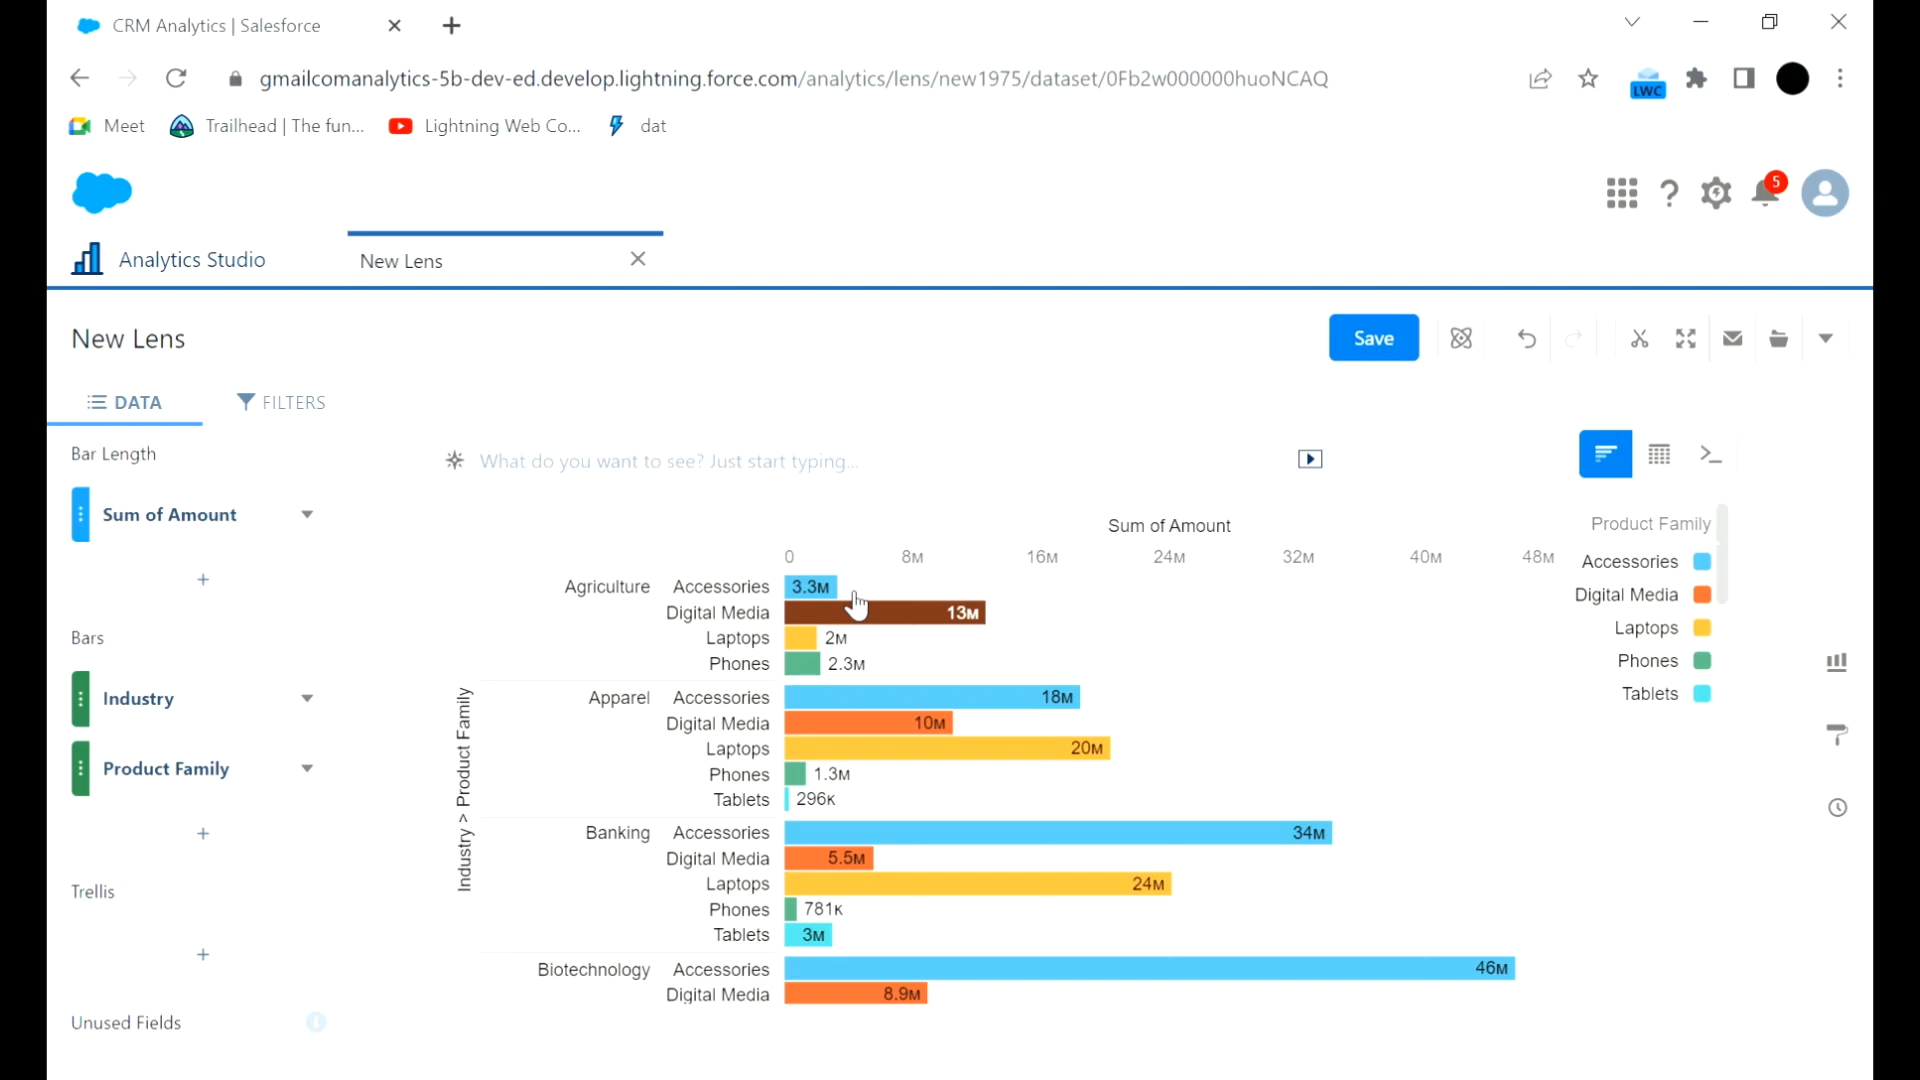 CRM Analytics | Salesforce
gmailcomanalytics-5b-dev-ed.develop.lightning.force.com/analytics/lens/new1975/dataset/0Fb2w000000huoNCAQ
LWC
Meet Trailhead | The fun... Lightning Web Co... dat
5
Analytics Studio New Lens
New Lens
Save
DATA FILTERS
Bar Length
What do you want to see? Just start typing...
Sum of Amount
Bars
Industry
Product Family
Trellis
Unused Fields
Sum of Amount
0 8M 16M 24M 32M 40M 48M
Industry > Product Family
Agriculture Accessories 3.3M
Digital Media 13M
Laptops 2M
Phones 2.3M
Apparel Accessories 18M
Digital Media 10M
Laptops 20M
Phones 1.3M
Tablets 296K
Banking Accessories 34M
Digital Media 5.5M
Laptops 24M
Phones 781K
Tablets 3M
Biotechnology Accessories 46M
Digital Media 8.9M
Product Family
Accessories
Digital Media
Laptops
Phones
Tablets